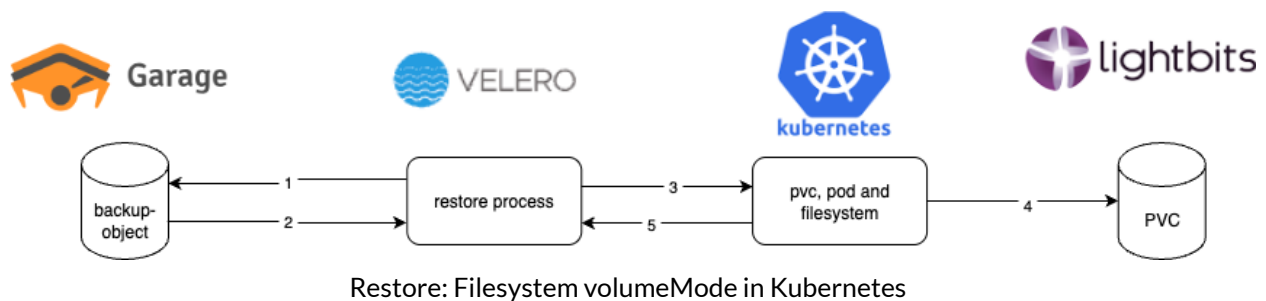 Garage
VELERO
kubernetes
lightbits
backup-
object
1
2
restore process
3
5
pvc, pod and
filesystem
4
PVC
Restore: Filesystem volumeMode in Kubernetes